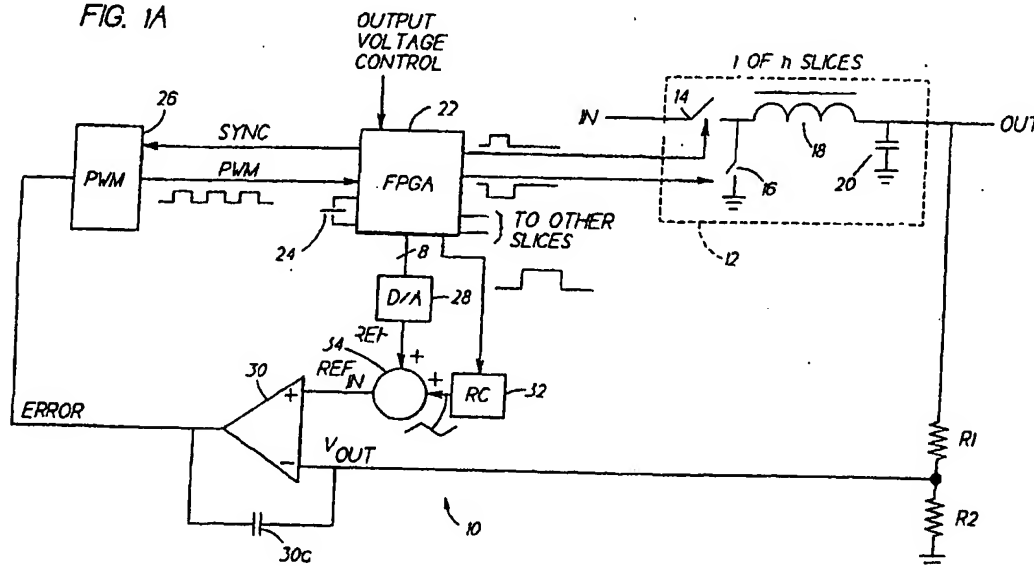 FIG. 1A
OUTPUT
VOLTAGE
CONTROL
1 OF n SLICES
26
22
IN
14
OUT
SYNC
PWM
PWM
FPGA
18
20
16
24
TO OTHER
SLICES
12
8
D/A
28
REF
34
+
REF IN
+
RC
32
30
+
ERROR
VOUT
-
R1
10
R2
30C